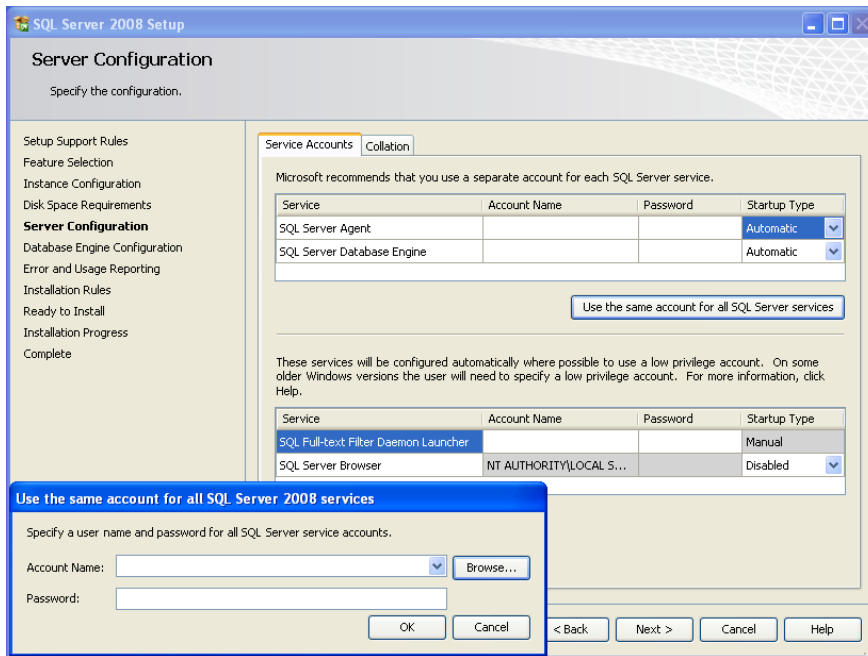 SQL Server 2008 Setup
Server Configuration
Specify the configuration.
Setup Support Rules
Feature Selection
Instance Configuration
Disk Space Requirements
Server Configuration
Database Engine Configuration
Error and Usage Reporting
Installation Rules
Ready to Install
Installation Progress
Complete
Service Accounts Collation
Microsoft recommends that you use a separate account for each SQL Server service.
Service Account Name Password Startup Type
SQL Server Agent Automatic
SQL Server Database Engine Automatic
Use the same account for all SQL Server services
These services will be configured automatically where possible to use a low privilege account. On some
older Windows versions the user will need to specify a low privilege account. For more information, click
Help.
Service Account Name Password Startup Type
SQL Full-text Filter Daemon Launcher Manual
SQL Server Browser NT AUTHORITY\LOCAL S... Disabled
Use the same account for all SQL Server 2008 services
Specify a user name and password for all SQL Server service accounts.
Account Name: Browse...
Password:
OK Cancel
< Back Next > Cancel Help